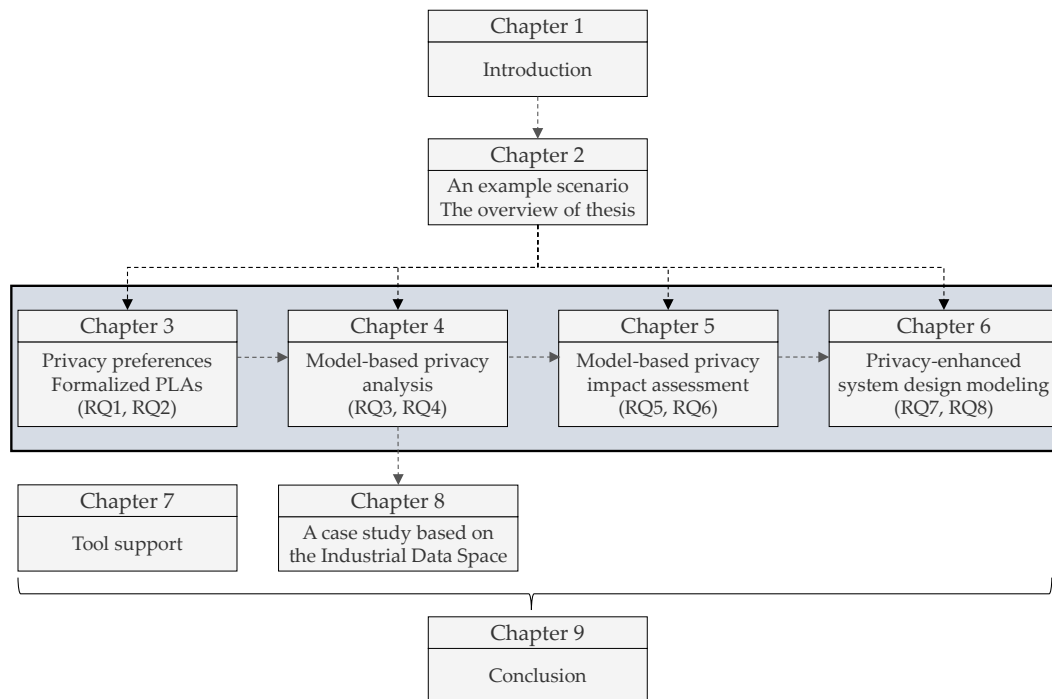 Chapter 1
Introduction
Chapter 2
An example scenario
The overview of thesis
Chapter 3
Privacy preferences
Formalized PLAs
(RQ1, RQ2)
Chapter 4
Model-based privacy
analysis
(RQ3, RQ4)
Chapter 5
Model-based privacy
impact assessment
(RQ5, RQ6)
Chapter 6
Privacy-enhanced
system design modeling
(RQ7, RQ8)
Chapter 7
Tool support
Chapter 8
A case study based on
the Industrial Data Space
Chapter 9
Conclusion